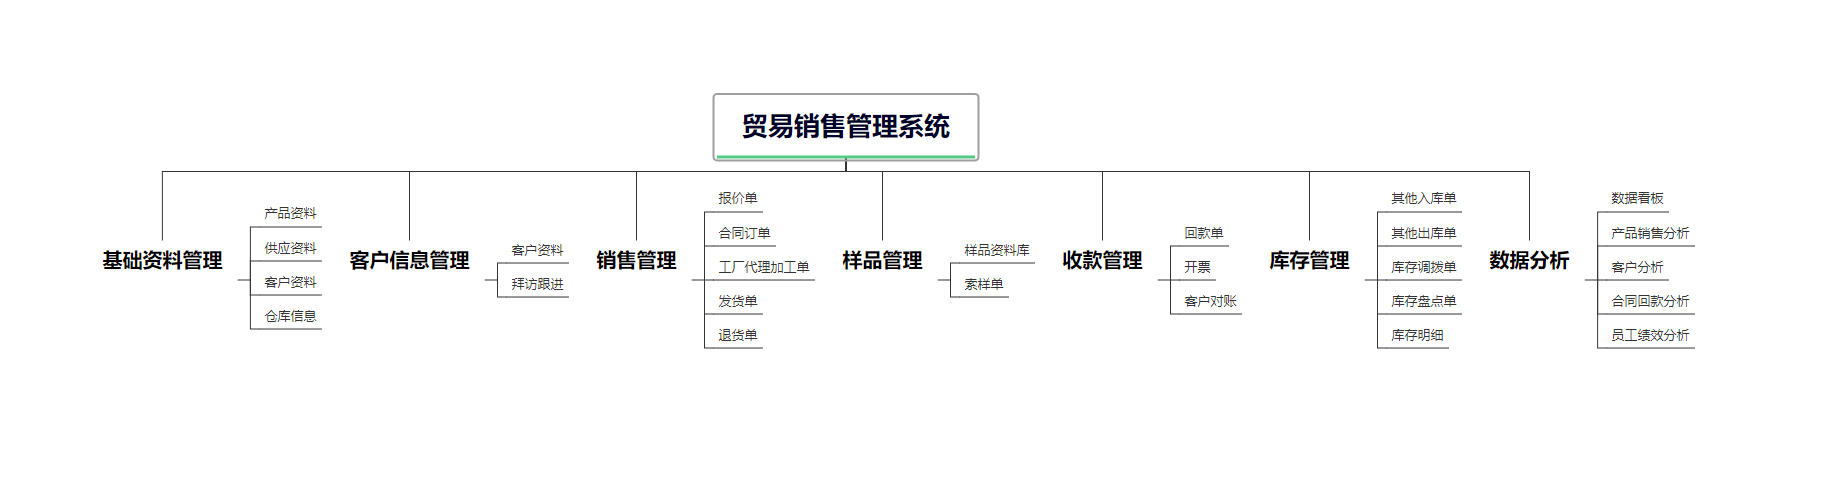 贸易销售管理系统
基础资料管理
产品资料
供应资料
客户资料
仓库信息
客户信息管理
客户资料
拜访跟进
销售管理
报价单
合同订单
工厂代理加工单
发货单
退货单
样品管理
样品资料库
索样单
收款管理
回款单
开票
客户对账
库存管理
其他入库单
其他出库单
库存调拨单
库存盘点单
库存明细
数据分析
数据看板
产品销售分析
客户分析
合同回款分析
员工绩效分析